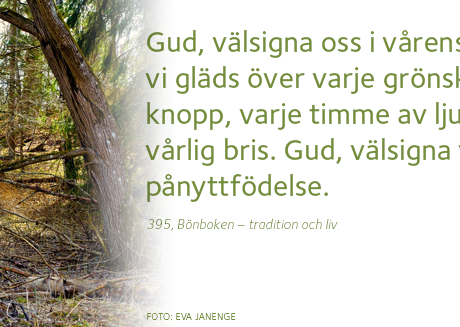 Gud, välsigna oss i vårens
vi gläds över varje grönsk
knopp, varje timme av lju
vårlig bris. Gud, välsigna
pånyttfödelse.
395, Bönboken – tradition och liv
FOTO: EVA JANENGE